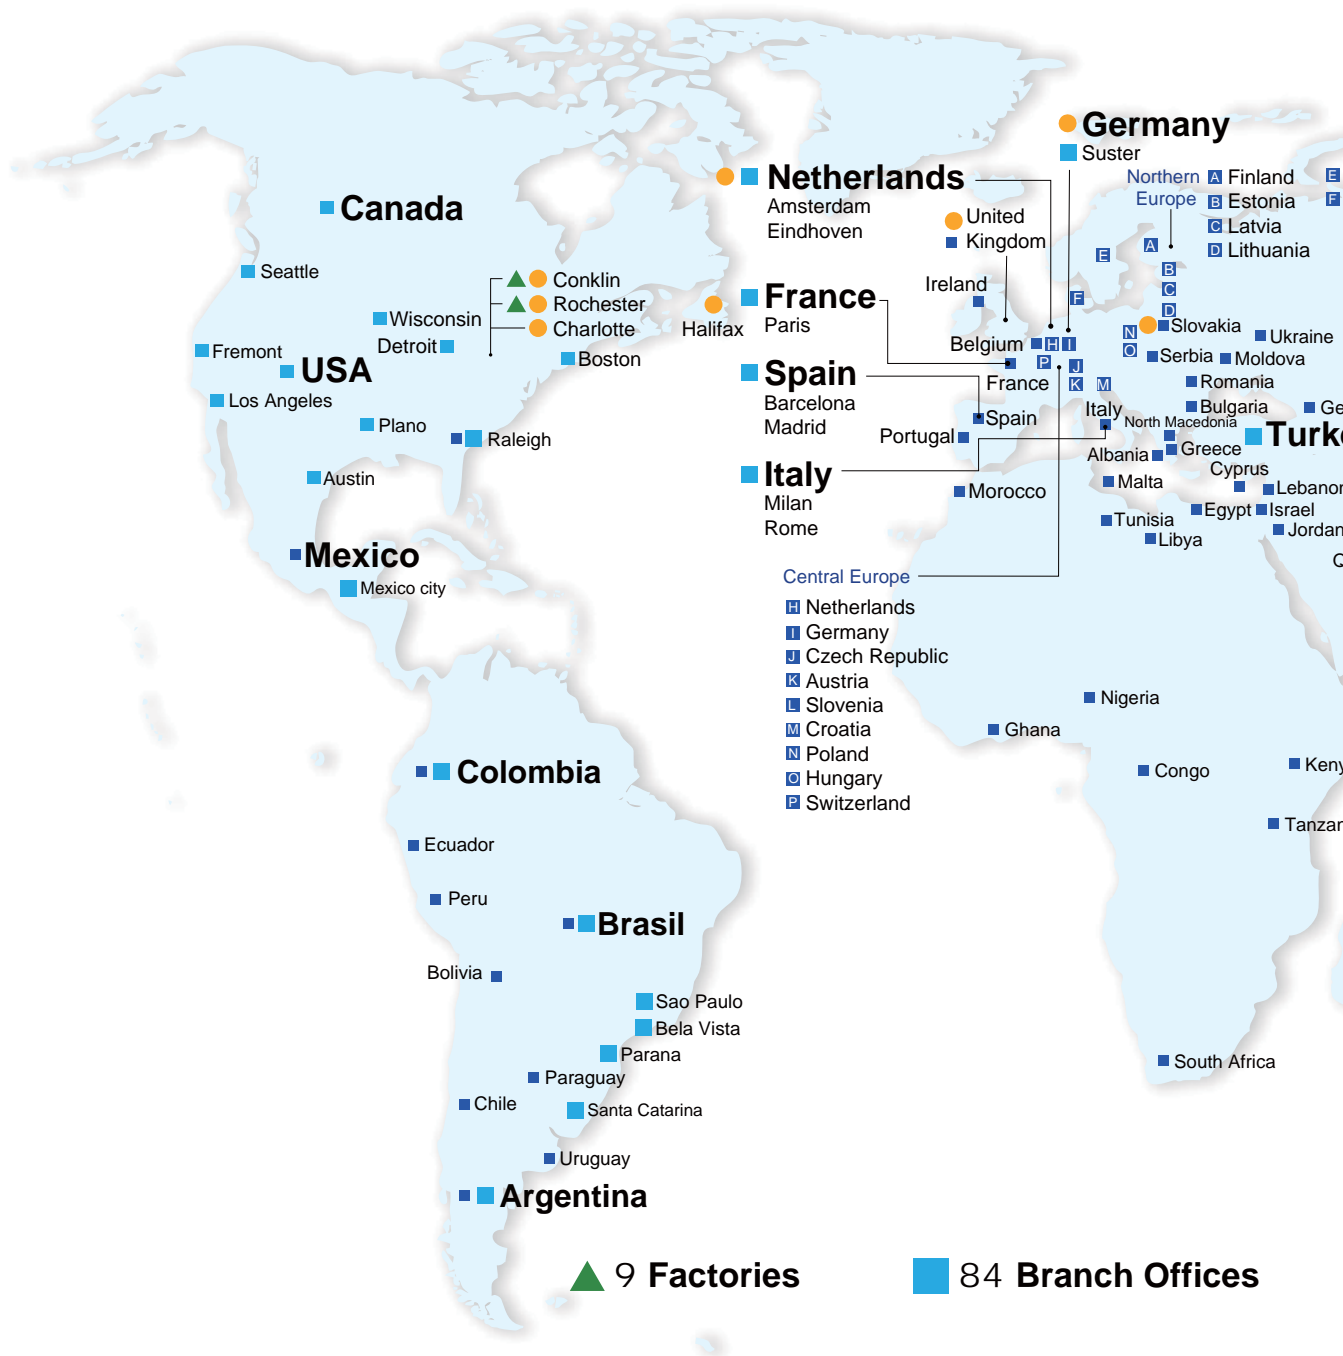 Germany
Suster
Netherlands
Amsterdam
Eindhoven
Northern
Europe
A Finland
B Estonia
C Latvia
D Lithuania
E
F
Canada
United
Kingdom
A
B
C
D
E
F
Seattle
Conklin
Rochester
Charlotte
Halifax
Wisconsin
Detroit
Boston
Fremont
USA
Los Angeles
Plano
Raleigh
Austin
France
Paris
Spain
Barcelona
Madrid
Italy
Milan
Rome
Ireland
Belgium
H
I
P
J
K
M
N
O
Slovakia
Ukraine
Serbia
Moldova
France
Romania
Italy
Bulgaria
Ge
North Macedonia
Spain
Portugal
Turke
Albania
Greece
Cyprus
Malta
Lebanon
Morocco
Egypt
Israel
Tunisia
Jordan
Libya
Q
Mexico
Mexico city
Central Europe
H Netherlands
I Germany
J Czech Republic
K Austria
L Slovenia
M Croatia
N Poland
O Hungary
P Switzerland
Nigeria
Ghana
Congo
Keny
Tanzan
South Africa
Colombia
Ecuador
Peru
Brasil
Bolivia
Sao Paulo
Bela Vista
Parana
Paraguay
Chile
Santa Catarina
Uruguay
Argentina
9 Factories
84 Branch Offices